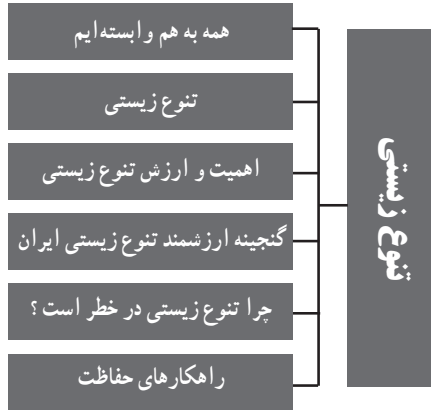 تنوع زیستی
همه به هم وابسته‌ایم
تنوع زیستی
اهمیت و ارزش تنوع زیستی
گنجینه ارزشمند تنوع زیستی ایران
چرا تنوع زیستی در خطر است؟
راهکارهای حفاظت